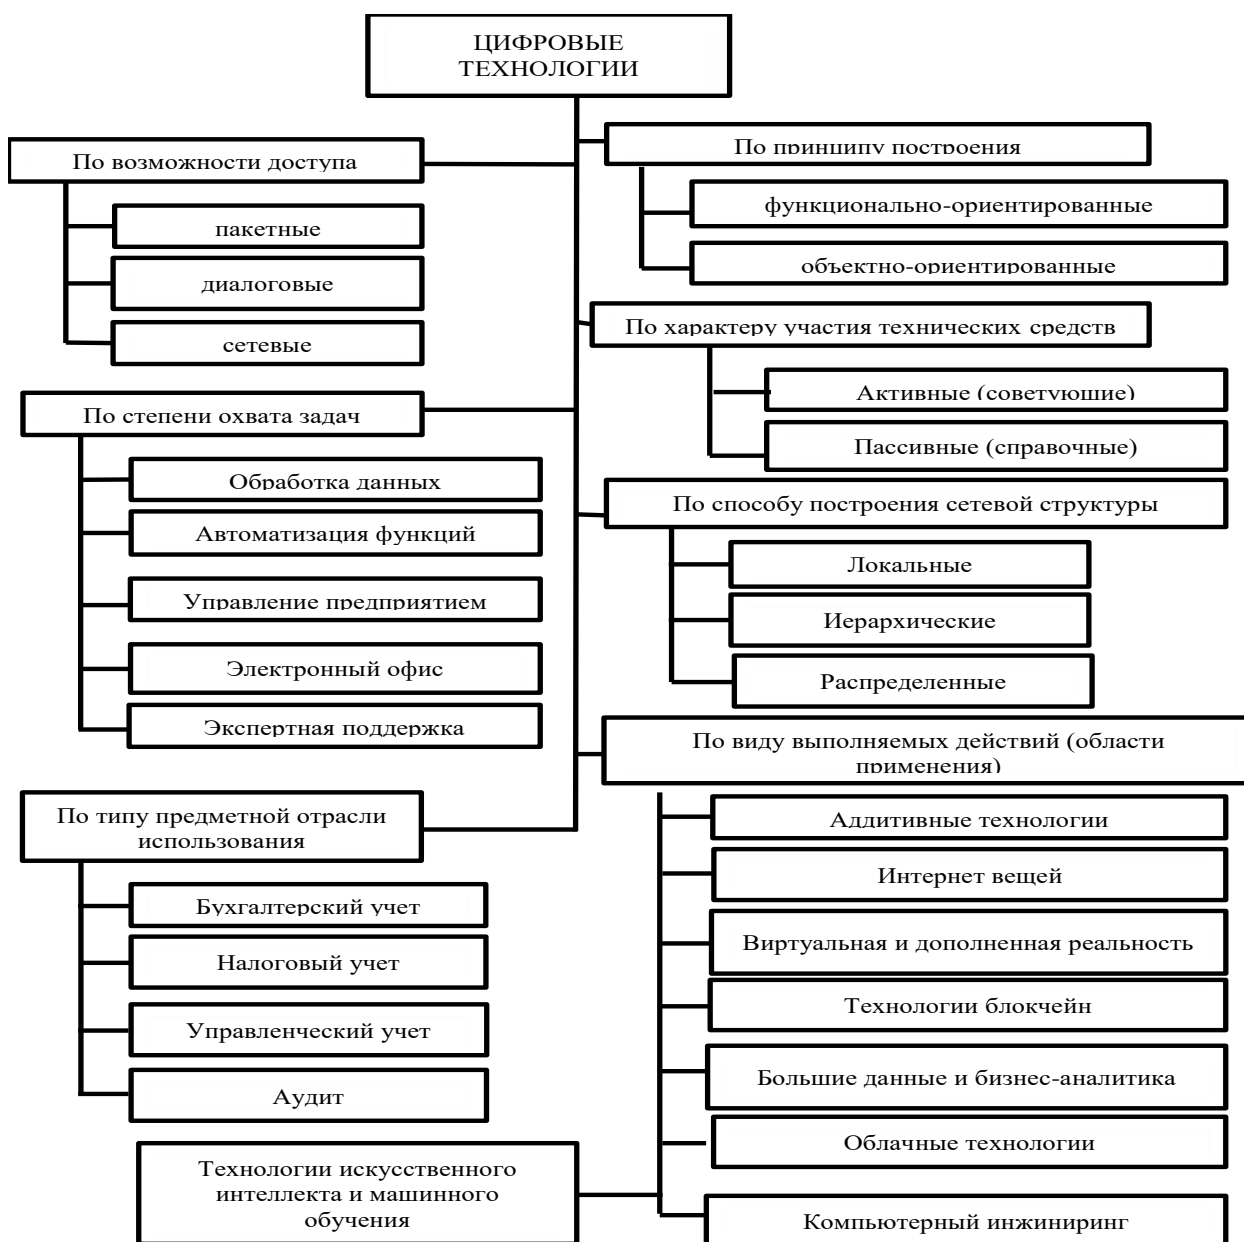 ЦИФРОВЫЕ
ТЕХНОЛОГИИ
По возможности доступа
пакетные
диалоговые
сетевые
По степени охвата задач
Обработка данных
Автоматизация функций
Управление предприятием
Электронный офис
Экспертная поддержка
По типу предметной отрасли
использования
Бухгалтерский учет
Налоговый учет
Управленческий учет
Аудит
По принципу построения
функционально-ориентированные
объектно-ориентированные
По характеру участия технических средств
Активные (советующие)
Пассивные (справочные)
По способу построения сетевой структуры
Локальные
Иерархические
Распределенные
По виду выполняемых действий (области
применения)
Аддитивные технологии
Интернет вещей
Виртуальная и дополненная реальность
Технологии блокчейн
Большие данные и бизнес-аналитика
Облачные технологии
Компьютерный инжиниринг
Технологии искусственного
интеллекта и машинного
обучения